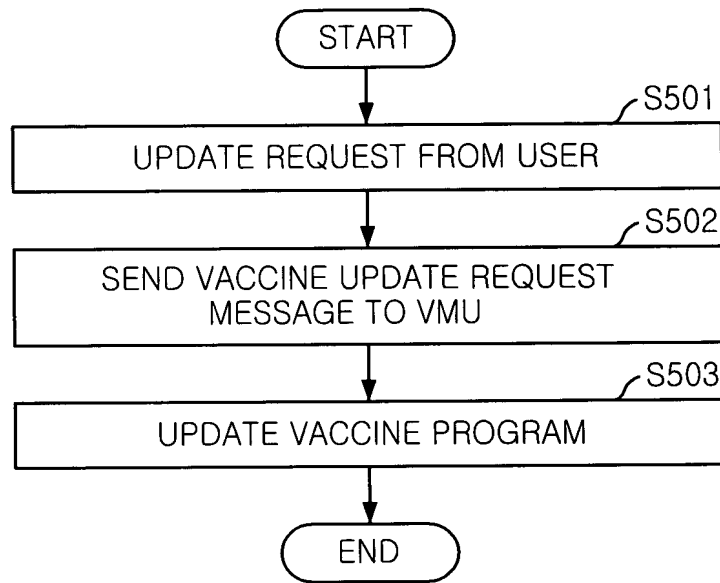 START
S501
UPDATE REQUEST FROM USER
S502
SEND VACCINE UPDATE REQUEST
MESSAGE TO VMU
S503
UPDATE VACCINE PROGRAM
END